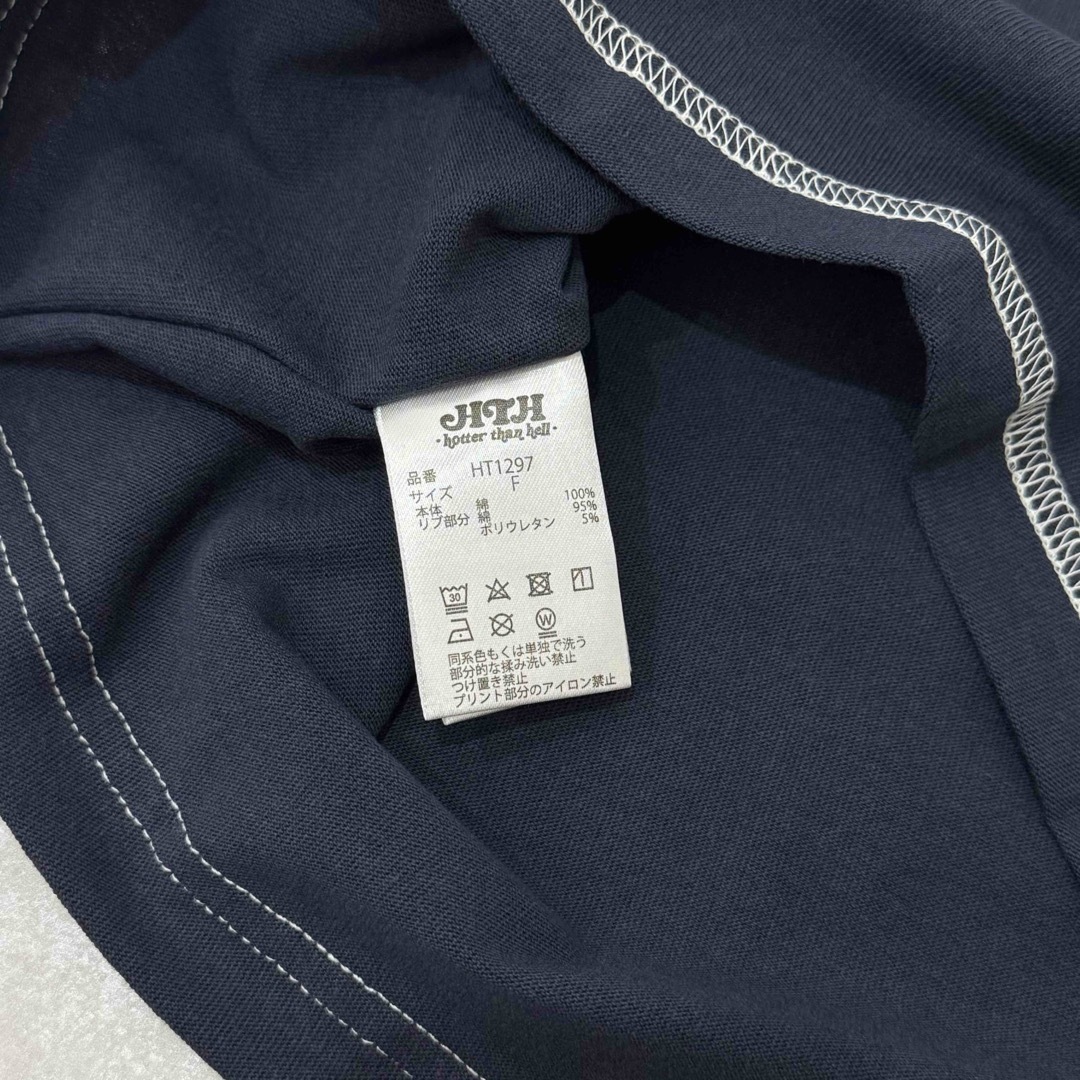 HTH
-hotter than hell-
品番 HT1297
サイズ F
本体 綿 100%
リブ部分 綿 95%
ポリウレタン 5%
30
W
同系色もくは単独で洗う
部分的な揉み洗い禁止
つけ置き禁止
プリント部分のアイロン禁止